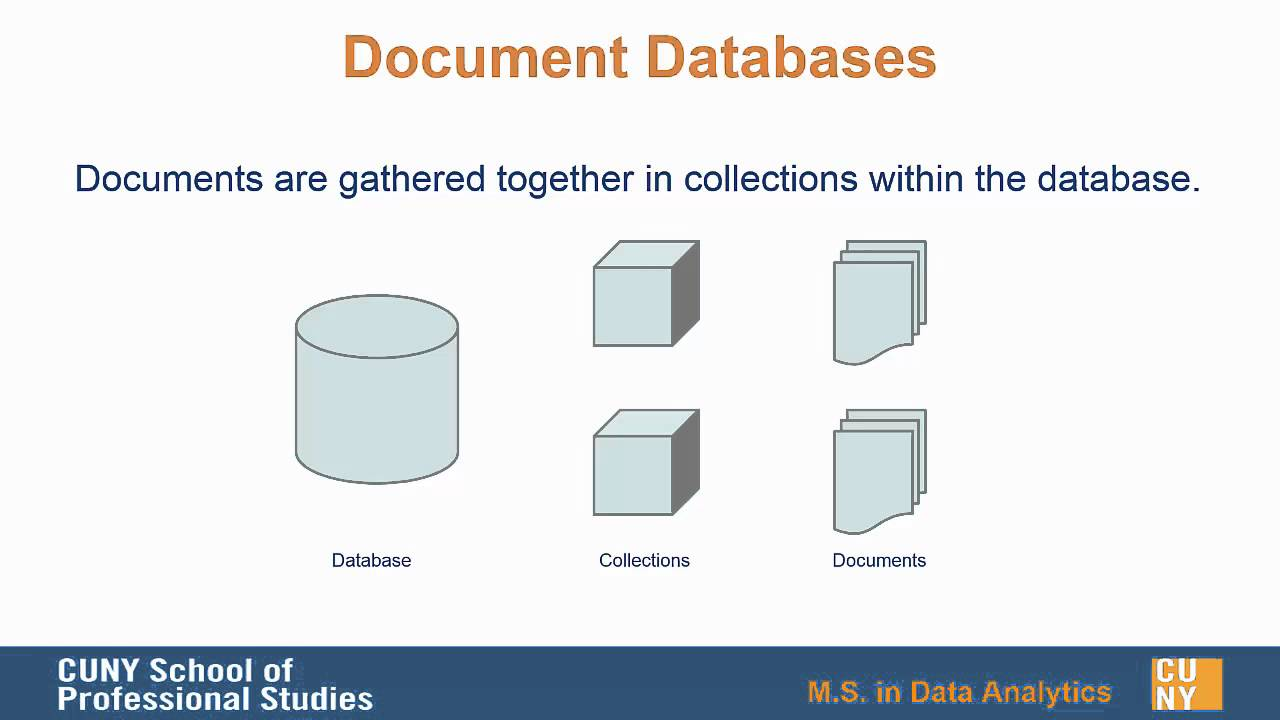 Document Databases
Documents are gathered together in collections within the database.
Database
Collections
Documents
CUNY School of
Professional Studies
M.S. in Data Analytics
CU
NY